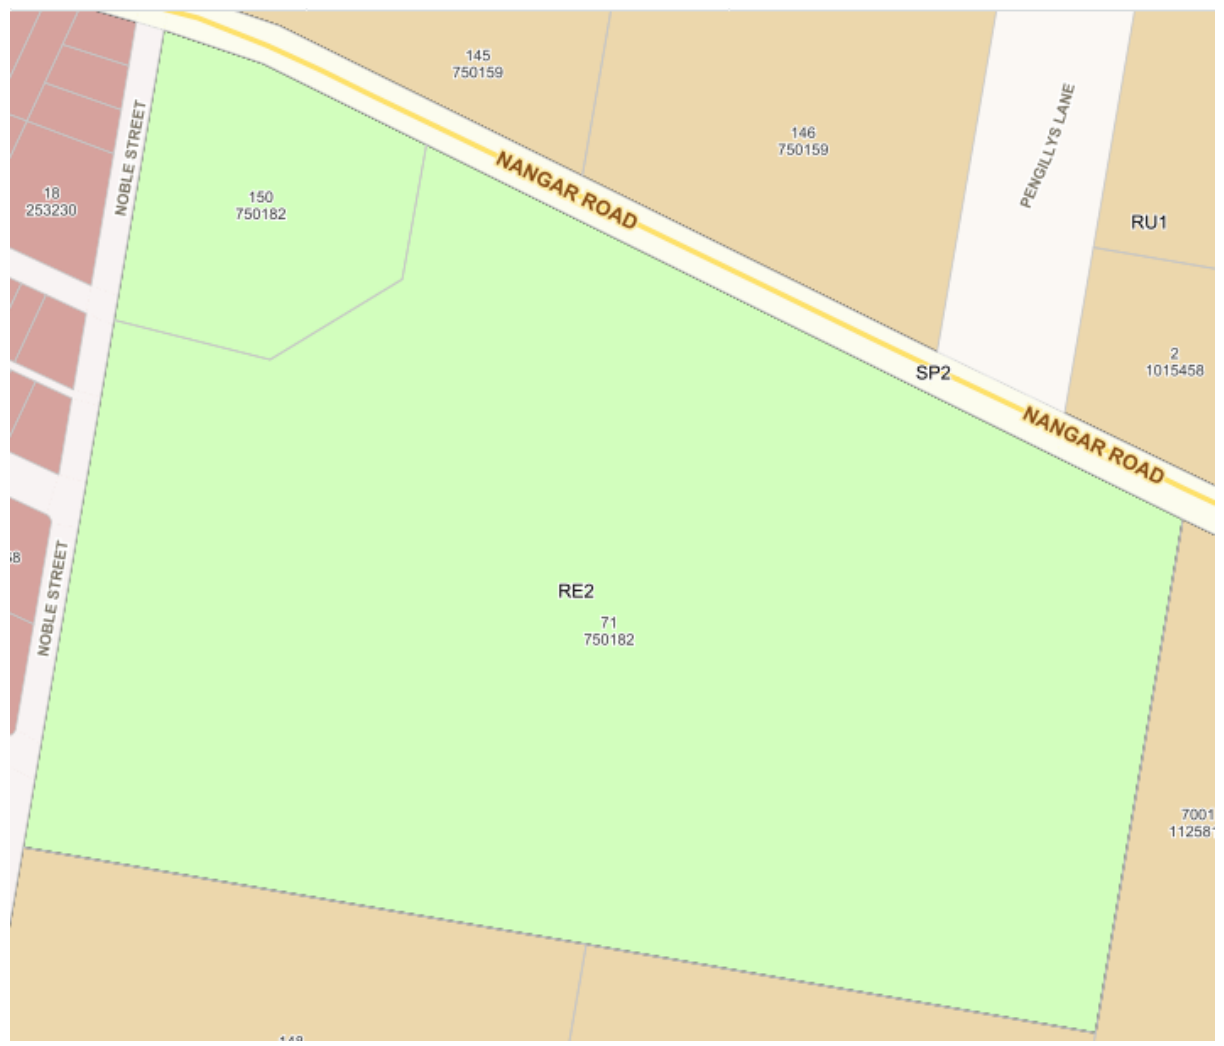 145
750159
146
750159
PENGILLYS LANE
NOBLE STREET
NANGAR ROAD
18
253230
150
750182
RU1
2
1015458
SP2
NANGAR ROAD
NOBLE STREET
RE2
71
750182
7001